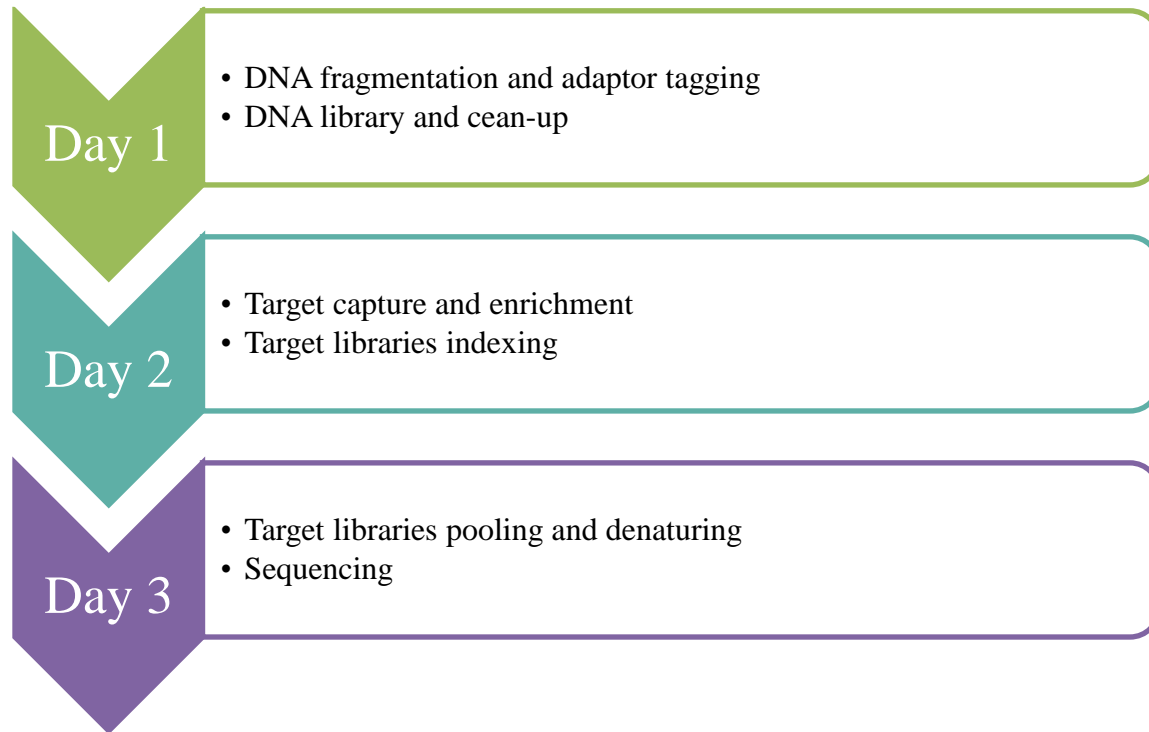 Day 1
• DNA fragmentation and adaptor tagging
• DNA library and cean-up
Day 2
• Target capture and enrichment
• Target libraries indexing
Day 3
• Target libraries pooling and denaturing
• Sequencing